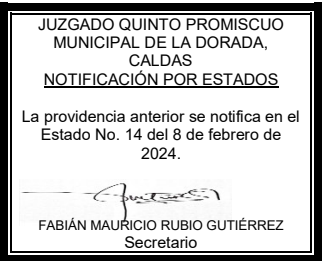 JUZGADO QUINTO PROMISCUO
MUNICIPAL DE LA DORADA,
CALDAS
NOTIFICACIÓN POR ESTADOS
La providencia anterior se notifica en el
Estado No. 14 del 8 de febrero de
2024.
FABIÁN MAURICIO RUBIO GUTIÉRREZ
Secretario